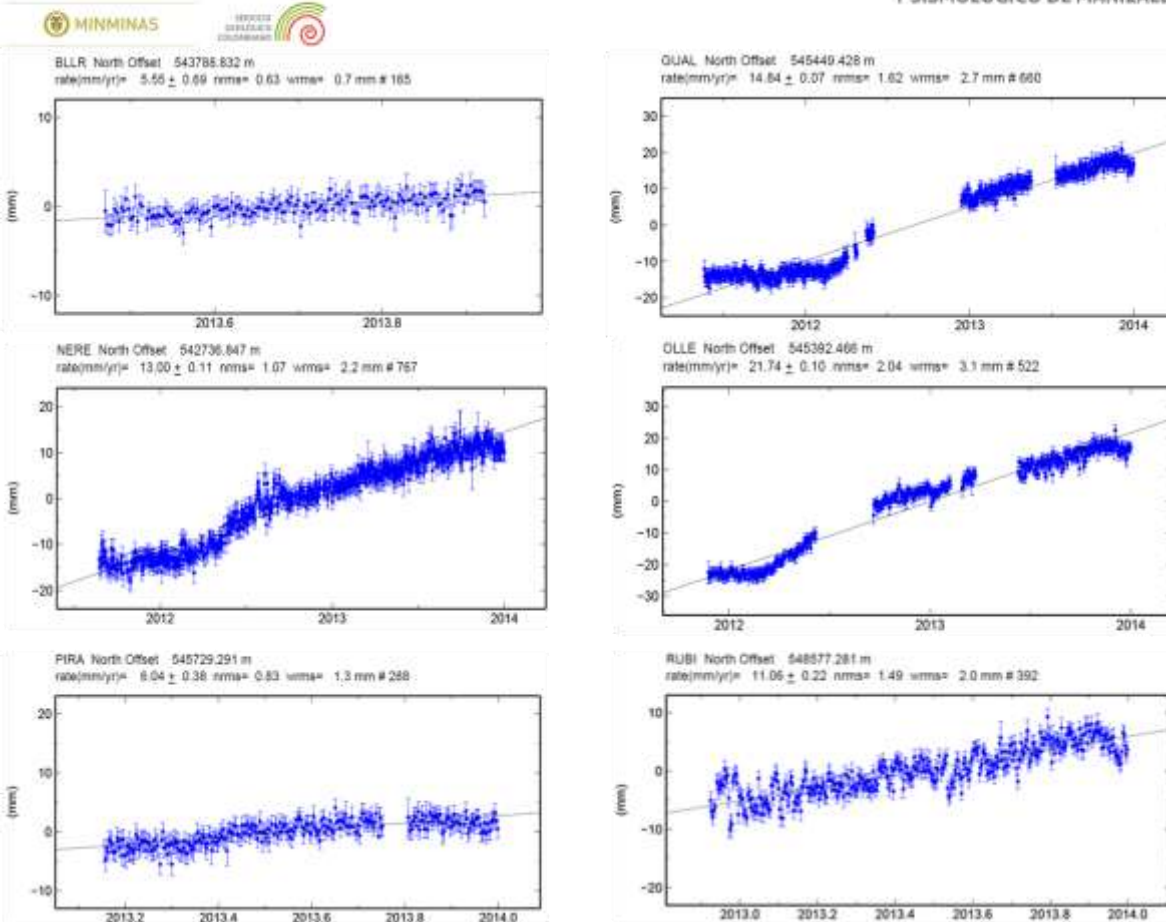 MINMINAS
SERVICIO
GEOLÓGICO
COLOMBIANO
BLLR North Offset 543788.832 m
rate(mm/yr)= 5.55 ± 0.69 nrms= 0.63 wrms= 0.7 mm # 165
(mm)
10
0
−10
2013.6 2013.8
GUAL North Offset 545449.428 m
rate(mm/yr)= 14.84 ± 0.07 nrms= 1.62 wrms= 2.7 mm # 660
(mm)
30
20
10
0
−10
−20
2012 2013 2014
NERE North Offset 542736.847 m
rate(mm/yr)= 13.00 ± 0.11 nrms= 1.07 wrms= 2.2 mm # 767
(mm)
20
10
0
−10
−20
2012 2013 2014
OLLE North Offset 545392.466 m
rate(mm/yr)= 21.74 ± 0.10 nrms= 2.04 wrms= 3.1 mm # 522
(mm)
30
20
10
0
−10
−20
−30
2012 2013 2014
PIRA North Offset 545729.291 m
rate(mm/yr)= 6.04 ± 0.38 nrms= 0.83 wrms= 1.3 mm # 268
(mm)
20
10
0
−10
2013.2 2013.4 2013.6 2013.8 2014.0
RUBI North Offset 548577.281 m
rate(mm/yr)= 11.06 ± 0.22 nrms= 1.49 wrms= 2.0 mm # 392
(mm)
10
0
−10
−20
2013.0 2013.2 2013.4 2013.6 2013.8 2014.0